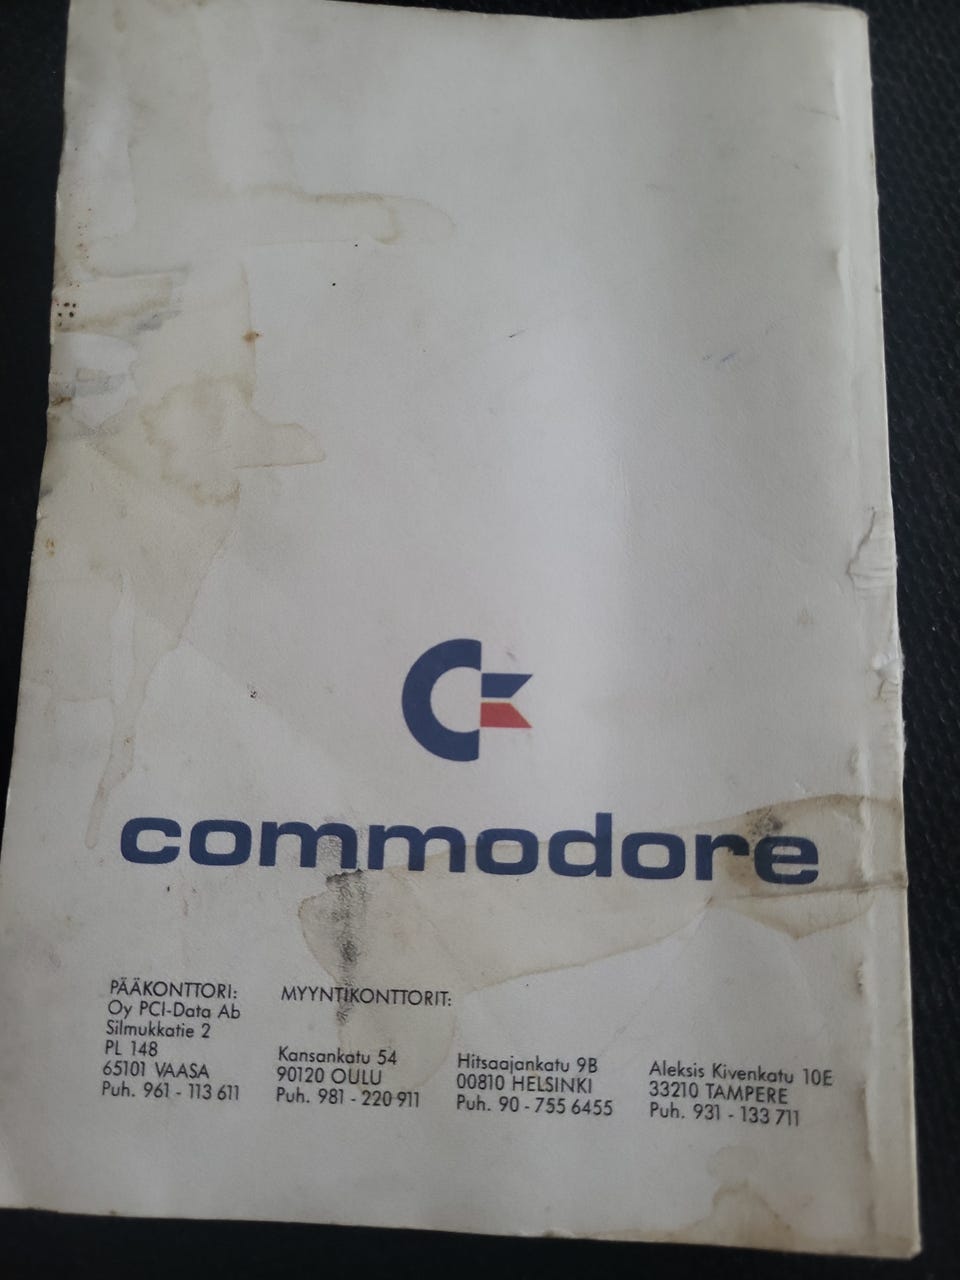 commodore
PÄÄKONTTORI:
Oy PCI-Data Ab
Silmukkatie 2
PL 148
65101 VAASA
Puh. 961 - 113 611
MYYNTIKONTTORIT:
Kansankatu 54
90120 OULU
Puh. 981 - 220 911
Hitsaajankatu 9B
00810 HELSINKI
Puh. 90 - 755 6455
Aleksis Kivenkatu 10E
33210 TAMPERE
Puh. 931 - 133 711